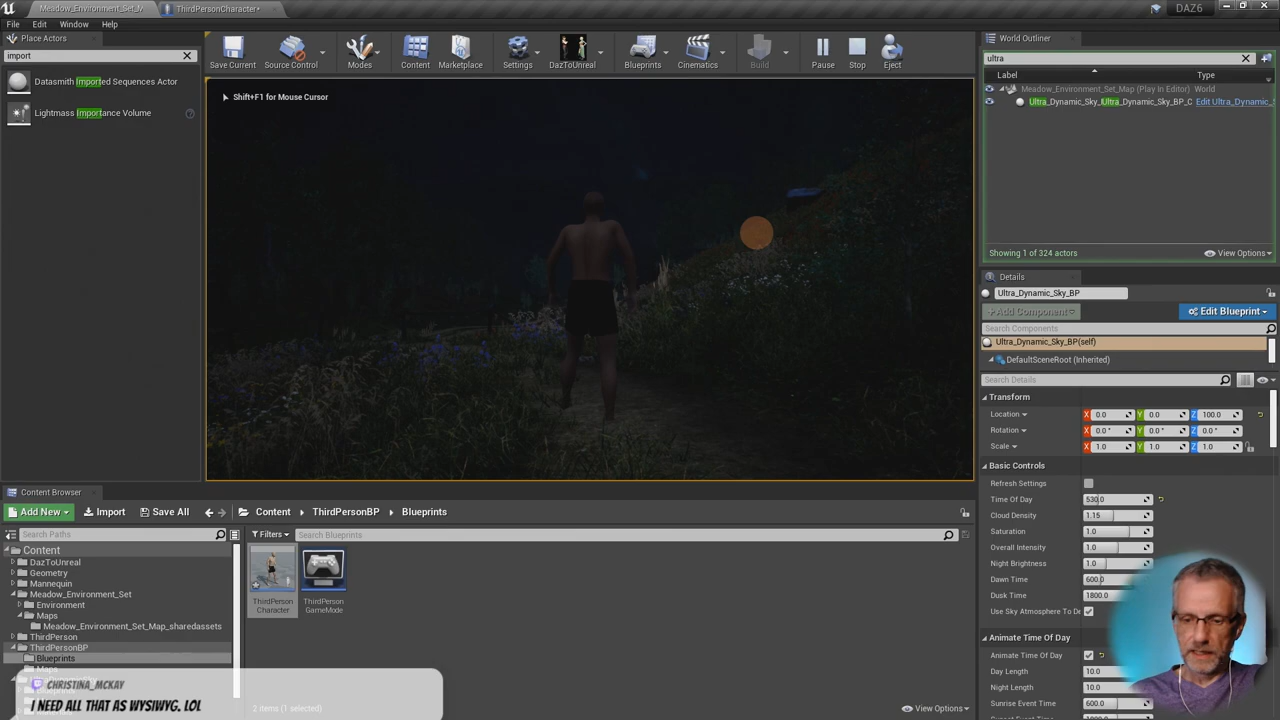 Meadow_Environment_Set_M
ThirdPersonCharacter*
DAZ6
File Edit Window Help
Place Actors
import
Datasmith Imported Sequences Actor
Lightmass Importance Volume
Save Current
Source Control
Modes
Content
Marketplace
Settings
DazToUnreal
Blueprints
Cinematics
Build
Pause
Stop
Eject
Shift+F1 for Mouse Cursor
World Outliner
ultra
Label Type
Meadow_Environment_Set_Map (Play In Editor) World
Ultra_Dynamic_Sky_ Ultra_Dynamic_Sky_BP_C Edit Ultra_Dynamic_
Showing 1 of 324 actors View Options
Details
Ultra_Dynamic_Sky_BP
+Add Component Edit Blueprint
Search Components
Ultra_Dynamic_Sky_BP(self)
DefaultSceneRoot (Inherited)
Search Details
Transform
Location X 0.0 Y 0.0 Z 100.0
Rotation X 0.0 ° Y 0.0 ° Z 0.0 °
Scale X 1.0 Y 1.0 Z 1.0
Basic Controls
Refresh Settings
Time Of Day 530.0
Cloud Density 1.15
Saturation 1.0
Overall Intensity 1.0
Night Brightness 1.0
Dawn Time 600.0
Dusk Time 1800.0
Use Sky Atmosphere To De
Animate Time Of Day
Animate Time Of Day
Day Length 10.0
Night Length 10.0
Sunrise Event Time 600.0
Content Browser
Add New Import Save All Content ThirdPersonBP Blueprints
Search Paths
Filters Search Blueprints
Content
DazToUnreal
Geometry
Mannequin
Meadow_Environment_Set
Environment
Maps
Meadow_Environment_Set_Map_sharedassets
ThirdPerson
ThirdPersonBP
Blueprints
Maps
ThirdPerson
Character
ThirdPerson
GameMode
2 items (1 selected) View Options
CHRISTINA_MCKAY
I NEED ALL THAT AS WYSIWYG. LOL